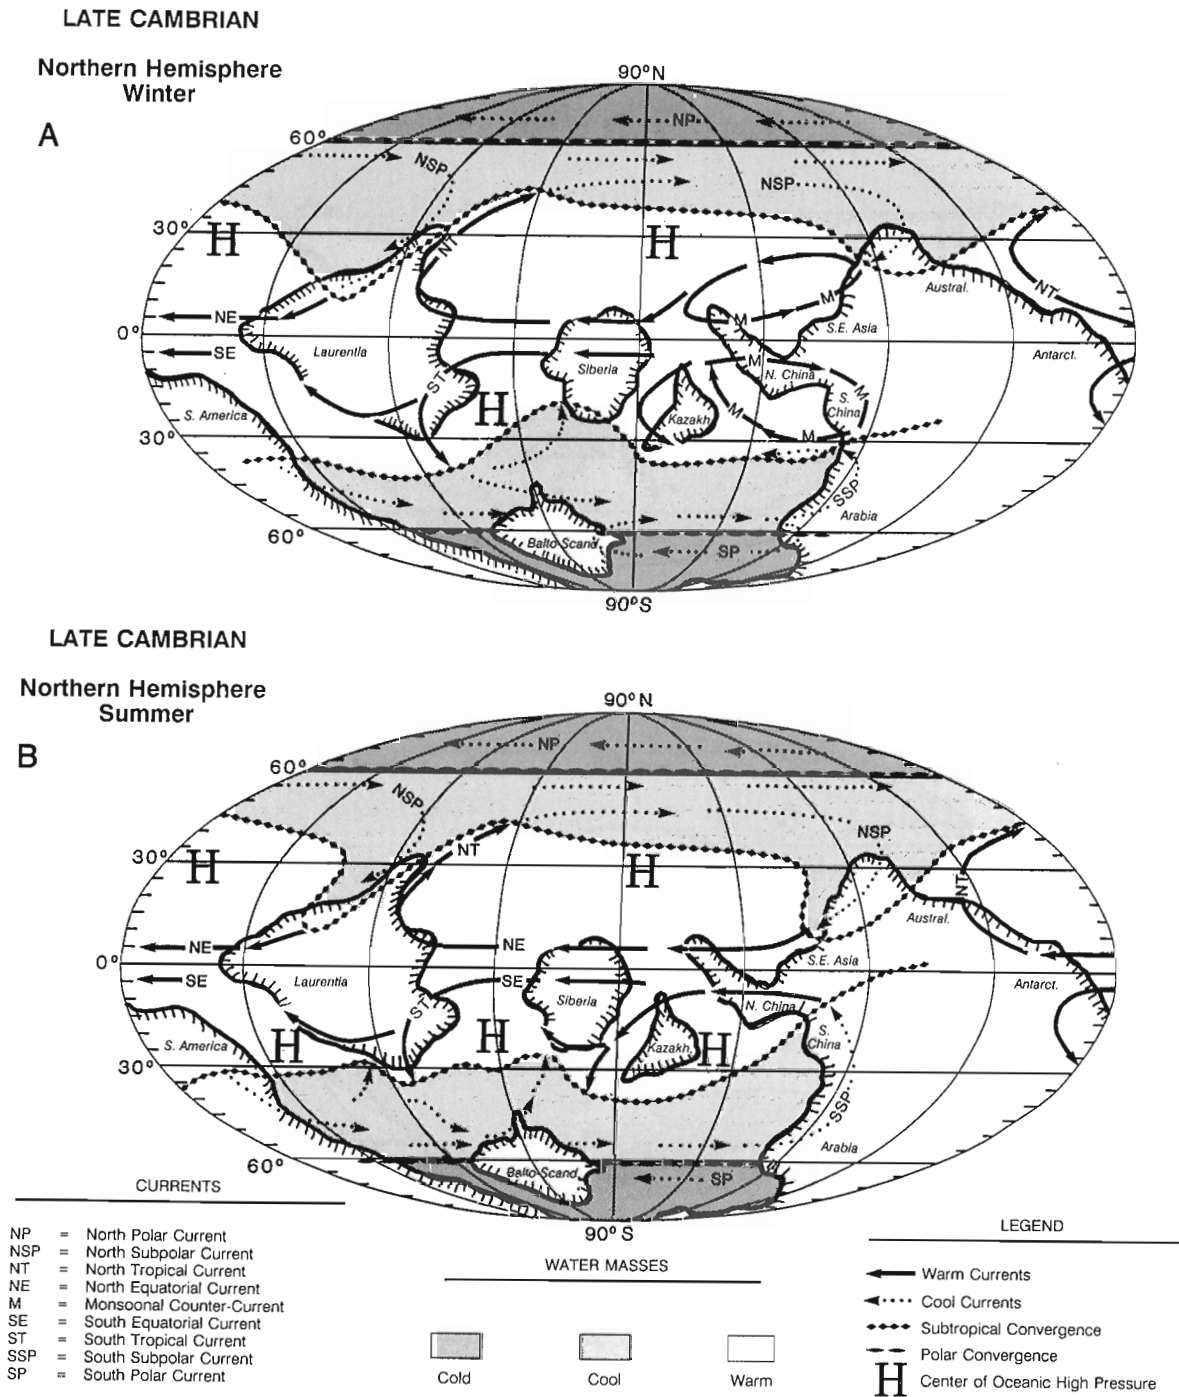 LATE CAMBRIAN
Northern Hemisphere
Winter
A
90°N
60°
NP
NSP
NSP
30°
H
H
NT
NT
Austral.
M
NE
M
S.E. Asia
0°
SE
Laurentia
Antarct.
M
N. China
Siberia
ST
H
S. America
Kazakh.
M
M
S.
China
30°
M
SSP
Arabia
60°
Balto Scand.
SP
90°S
LATE CAMBRIAN
Northern Hemisphere
Summer
B
90°N
NP
60°
NSP
NSP
30°
H
NT
H
NT
Austral.
NE
NE
S.E. Asia
0°
SE
Laurentia
SE
Siberia
N. China
Antarct.
ST
S. America
H
H
Kazakh.
H
S.
China
30°
SSP
Arabia
60°
Balto Scand.
SP
90°S
CURRENTS
NP = North Polar Current
NSP = North Subpolar Current
NT = North Tropical Current
NE = North Equatorial Current
M = Monsoonal Counter-Current
SE = South Equatorial Current
ST = South Tropical Current
SSP = South Subpolar Current
SP = South Polar Current
WATER MASSES
Cold
Cool
Warm
LEGEND
Warm Currents
Cool Currents
Subtropical Convergence
Polar Convergence
H Center of Oceanic High Pressure